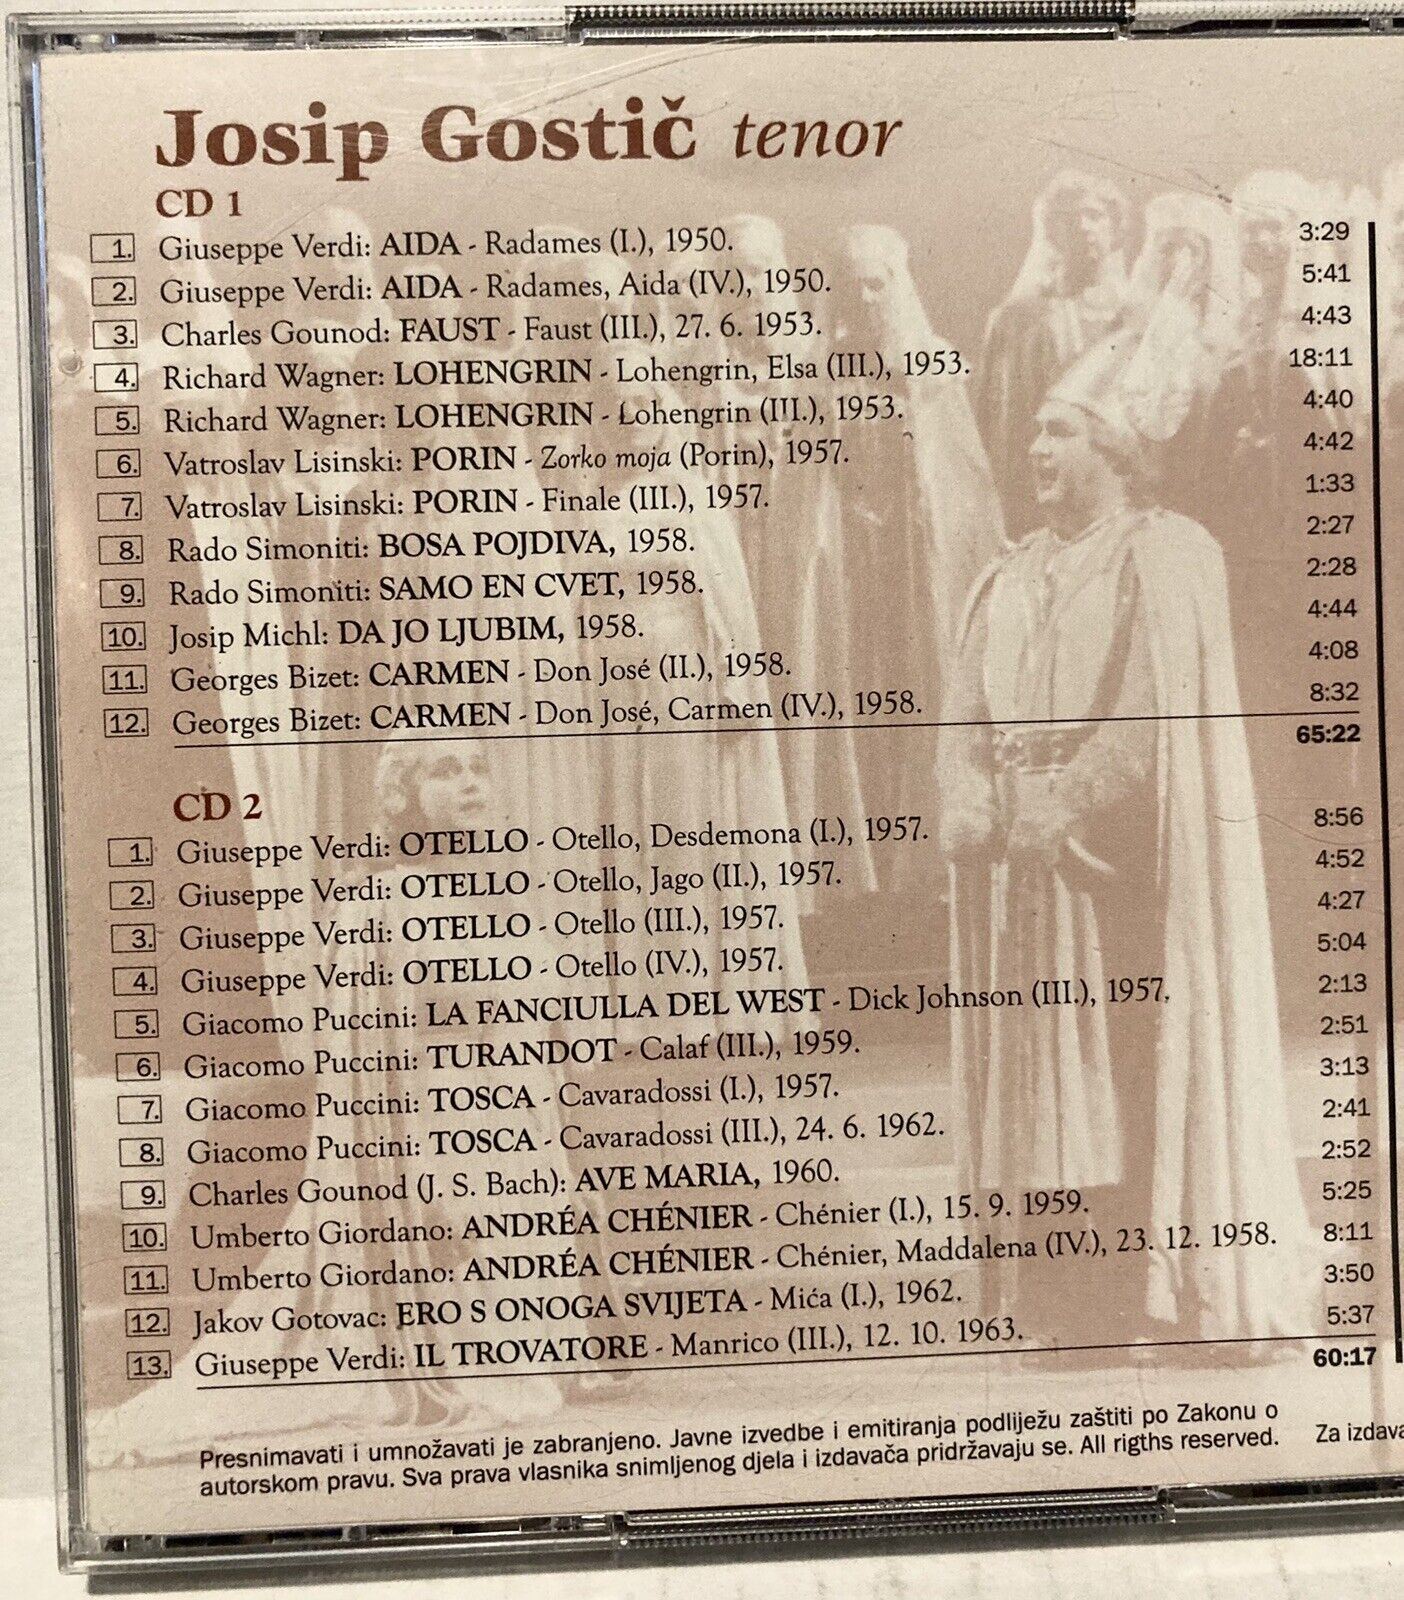 Josip Gostič tenor
CD 1
1. Giuseppe Verdi: AIDA - Radames (I.), 1950. 3:29
2. Giuseppe Verdi: AIDA - Radames, Aida (IV.), 1950. 5:41
3. Charles Gounod: FAUST - Faust (III.), 27. 6. 1953. 4:43
4. Richard Wagner: LOHENGRIN - Lohengrin, Elsa (III.), 1953. 18:11
5. Richard Wagner: LOHENGRIN - Lohengrin (III.), 1953. 4:40
6. Vatroslav Lisinski: PORIN - Zorko moja (Porin), 1957. 4:42
7. Vatroslav Lisinski: PORIN - Finale (III.), 1957. 1:33
8. Rado Simoniti: BOSA POJDIVA, 1958. 2:27
9. Rado Simoniti: SAMO EN CVET, 1958. 2:28
10. Josip Michl: DA JO LJUBIM, 1958. 4:44
11. Georges Bizet: CARMEN - Don José (II.), 1958. 4:08
12. Georges Bizet: CARMEN - Don José, Carmen (IV.), 1958. 8:32
65:22
CD 2
1. Giuseppe Verdi: OTELLO - Otello, Desdemona (I.), 1957. 8:56
2. Giuseppe Verdi: OTELLO - Otello, Jago (II.), 1957. 4:52
3. Giuseppe Verdi: OTELLO - Otello (III.), 1957. 4:27
4. Giuseppe Verdi: OTELLO - Otello (IV.), 1957. 5:04
5. Giacomo Puccini: LA FANCIULLA DEL WEST - Dick Johnson (III.), 1957. 2:13
6. Giacomo Puccini: TURANDOT - Calaf (III.), 1959. 2:51
7. Giacomo Puccini: TOSCA - Cavaradossi (I.), 1957. 3:13
8. Giacomo Puccini: TOSCA - Cavaradossi (III.), 24. 6. 1962. 2:41
9. Charles Gounod (J. S. Bach): AVE MARIA, 1960. 2:52
10. Umberto Giordano: ANDRÉA CHÉNIER - Chénier (I.), 15. 9. 1959. 5:25
11. Umberto Giordano: ANDRÉA CHÉNIER - Chénier, Maddalena (IV.), 23. 12. 1958. 8:11
12. Jakov Gotovac: ERO S ONOGA SVIJETA - Mića (I.), 1962. 3:50
13. Giuseppe Verdi: IL TROVATORE - Manrico (III.), 12. 10. 1963. 5:37
60:17
Presnimavati i umnožavati je zabranjeno. Javne izvedbe i emitiranja podliježu zaštiti po Zakonu o
autorskom pravu. Sva prava vlasnika snimljenog djela i izdavača pridržavaju se. All rigths reserved.
Za izdava